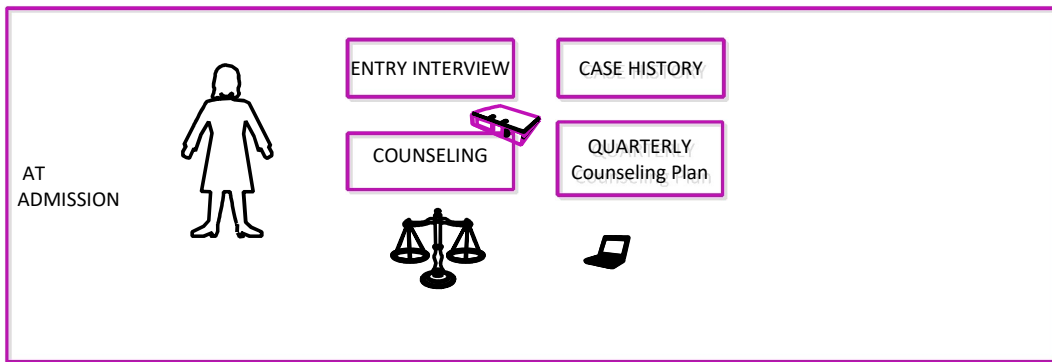 AT
ADMISSION
ENTRY INTERVIEW
CASE HISTORY
COUNSELING
QUARTERLY
Counseling Plan